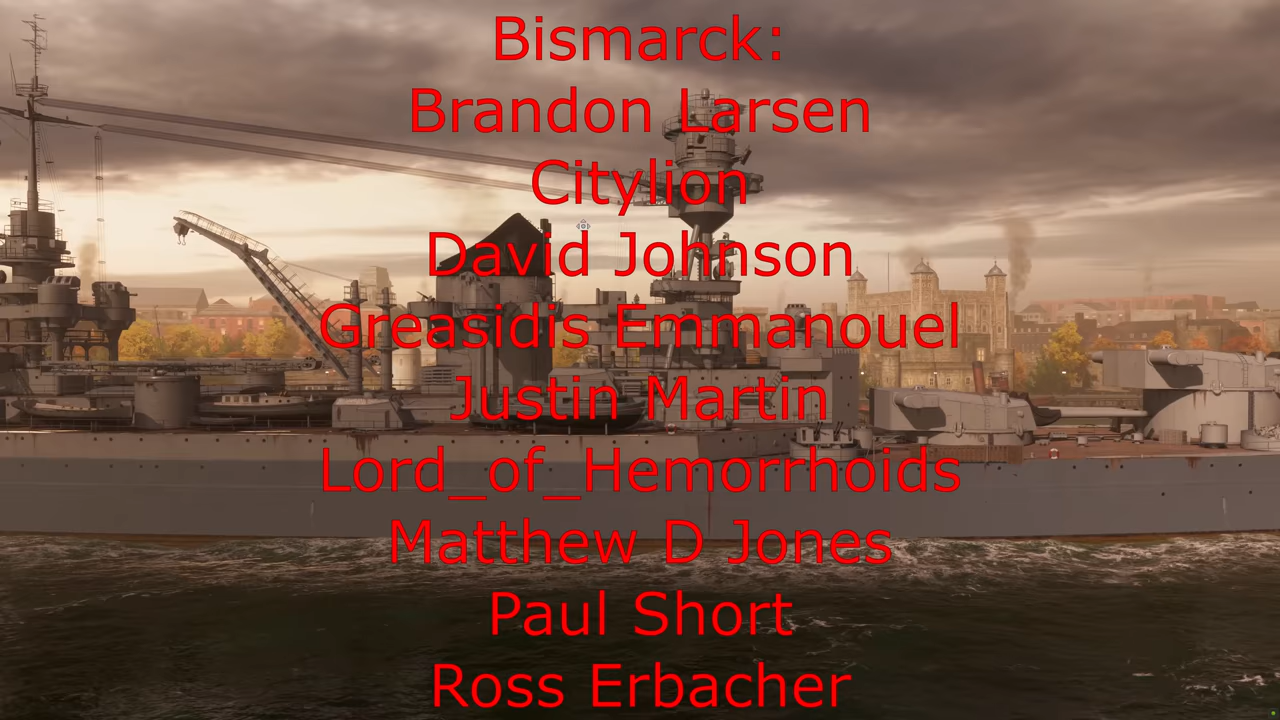 Bismarck:
Brandon Larsen
Citylion
David Johnson
Greasidis Emmanouel
Justin Martin
Lord_of_Hemorrhoids
Matthew D Jones
Paul Short
Ross Erbacher